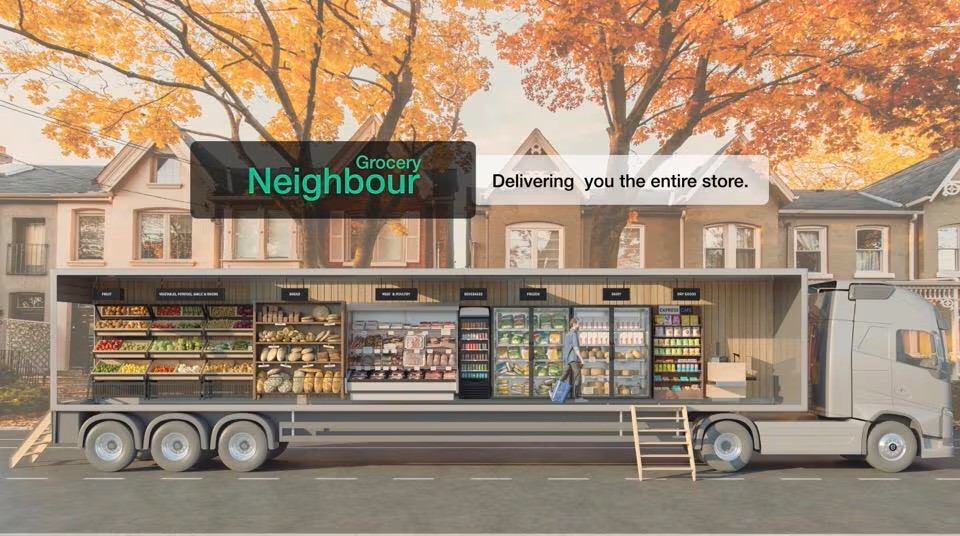 Grocery
Neighbour
Delivering  you the entire store.
FRUIT
VEGETABLES, POTATOES, GARLIC & ONIONS
BREAD
MEAT & POULTRY
BEVERAGES
FROZEN
DAIRY
DRY GOODS